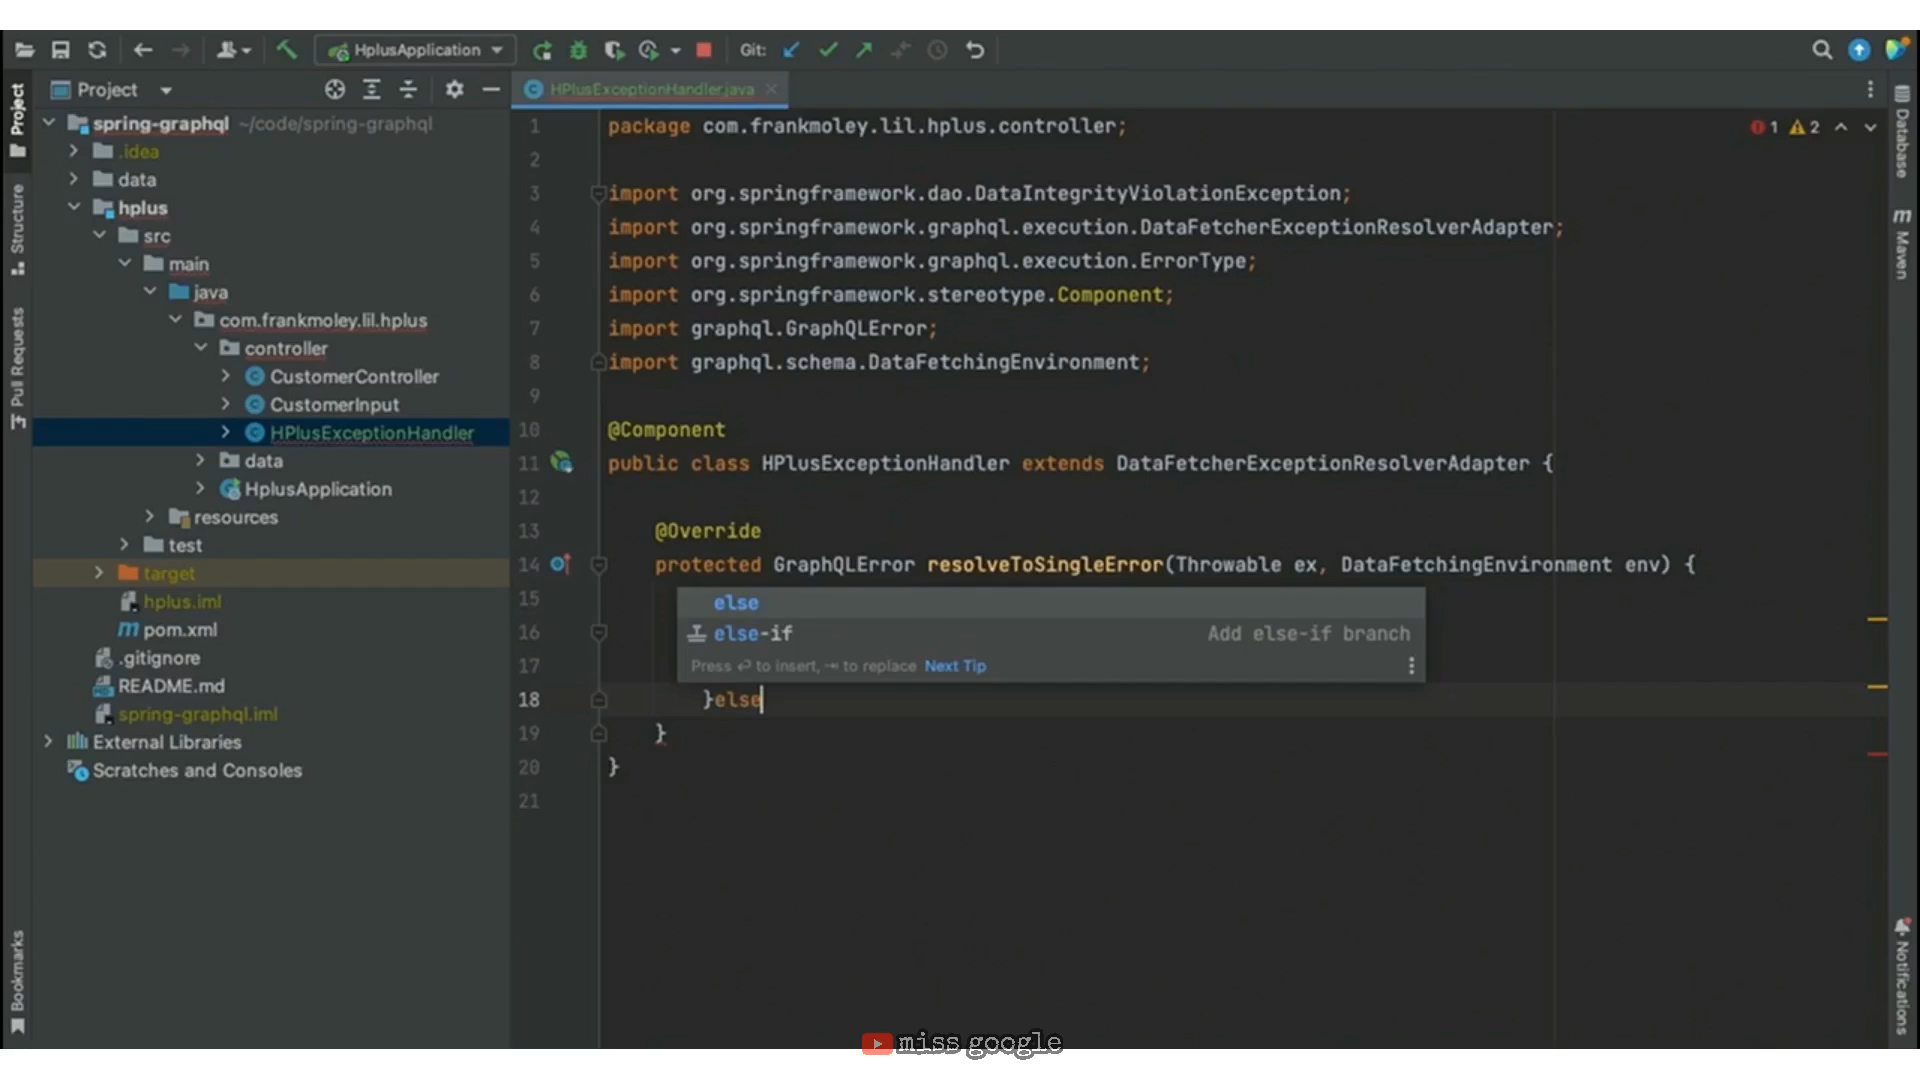 HplusApplication
Git:
Project
HPlusExceptionHandler.java
Project
Structure
Pull Requests
Bookmarks
spring-graphql ~/code/spring-graphql
.idea
data
hplus
src
main
java
com.frankmoley.lil.hplus
controller
CustomerController
CustomerInput
HPlusExceptionHandler
data
HplusApplication
resources
test
target
hplus.iml
pom.xml
.gitignore
README.md
spring-graphql.iml
External Libraries
Scratches and Consoles
1 package com.frankmoley.lil.hplus.controller;
1 2
2
3 import org.springframework.dao.DataIntegrityViolationException;
4 import org.springframework.graphql.execution.DataFetcherExceptionResolverAdapter;
5 import org.springframework.graphql.execution.ErrorType;
6 import org.springframework.stereotype.Component;
7 import graphql.GraphQLError;
8 import graphql.schema.DataFetchingEnvironment;
9
10 @Component
11 public class HPlusExceptionHandler extends DataFetcherExceptionResolverAdapter {
12
13 @Override
14 protected GraphQLError resolveToSingleError(Throwable ex, DataFetchingEnvironment env) {
15 else
16 else-if Add else-if branch
17 Press ↵ to insert, ⇥ to replace Next Tip
18 }else
19 }
20 }
21
Database
m Maven
Notifications
miss google